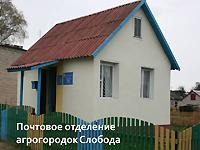 Почтовое отделение
агрогородок Слобода